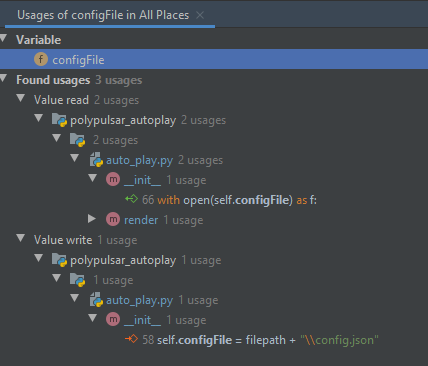 Usages of configFile in All Places ×
Variable
f configFile
Found usages 3 usages
Value read 2 usages
polypulsar_autoplay 2 usages
2 usages
auto_play.py 2 usages
m __init__ 1 usage
66 with open(self.configFile) as f:
m render 1 usage
Value write 1 usage
polypulsar_autoplay 1 usage
1 usage
auto_play.py 1 usage
m __init__ 1 usage
58 self.configFile = filepath + "\\config.json"